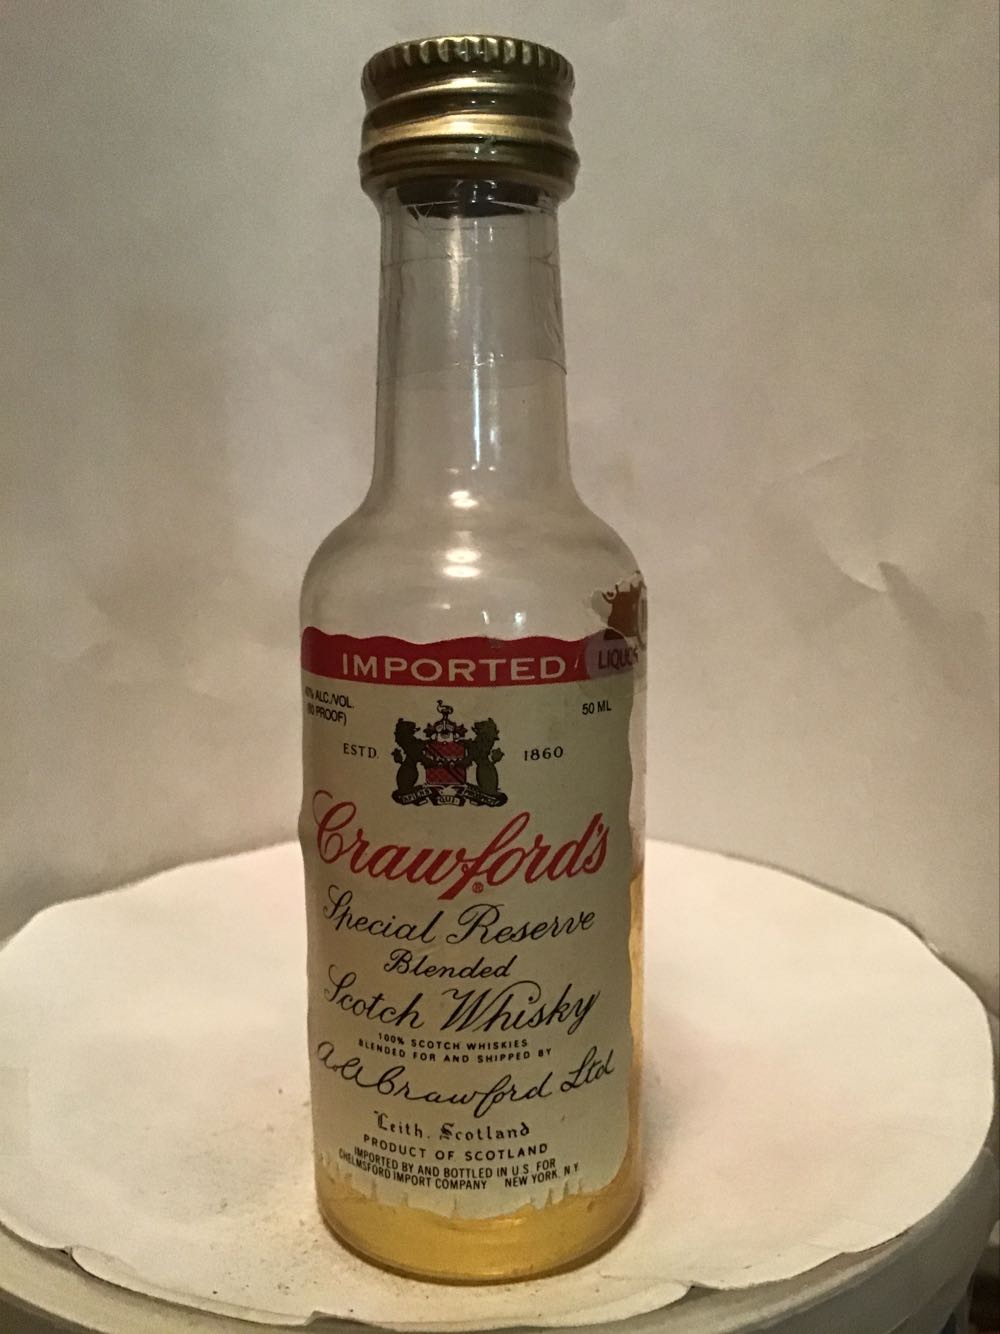 IMPORTED
LIQUOR
ALC./VOL.
PROOF)
50 ML
ESTD. 1860
Crawford's
®
Special Reserve
Blended
Scotch Whisky
100% SCOTCH WHISKIES
BLENDED FOR AND SHIPPED BY
A. & A. Crawford Ltd
Leith. Scotland
PRODUCT OF SCOTLAND
IMPORTED BY AND BOTTLED IN U.S. FOR
CHELMSFORD IMPORT COMPANY NEW YORK, N.Y.